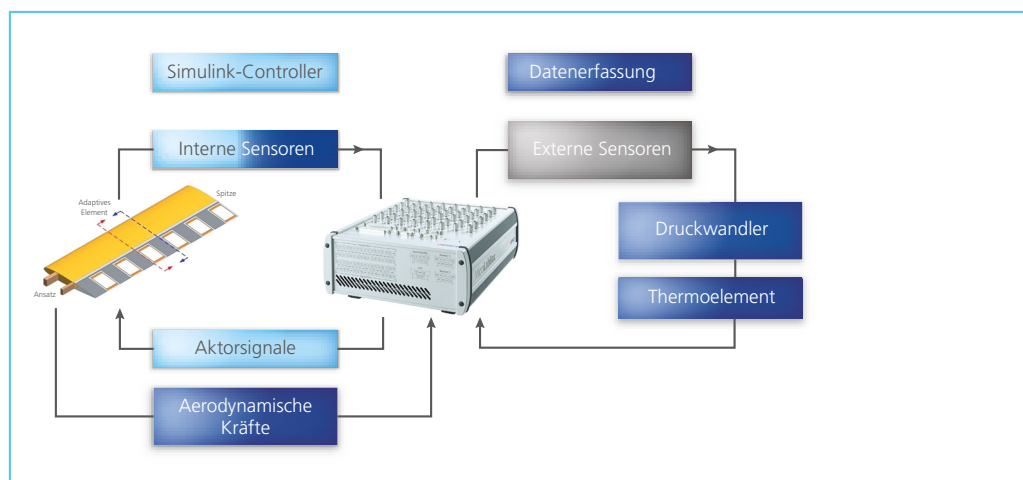 Simulink-Controller
Datenerfassung
Interne Sensoren
Externe Sensoren
Adaptives
Element
Spitze
Druckwandler
Thermoelement
Ansatz
Aktorsignale
Aerodynamische
Kräfte